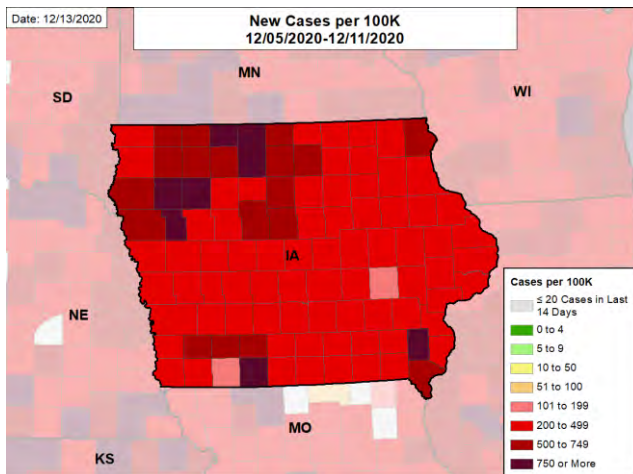 Date: 12/13/2020
New Cases per 100K
12/05/2020-12/11/2020
MN
SD
WI
IA
NE
MO
KS
Cases per 100K
≤ 20 Cases in Last
14 Days
0 to 4
5 to 9
10 to 50
51 to 100
101 to 199
200 to 499
500 to 749
750 or More